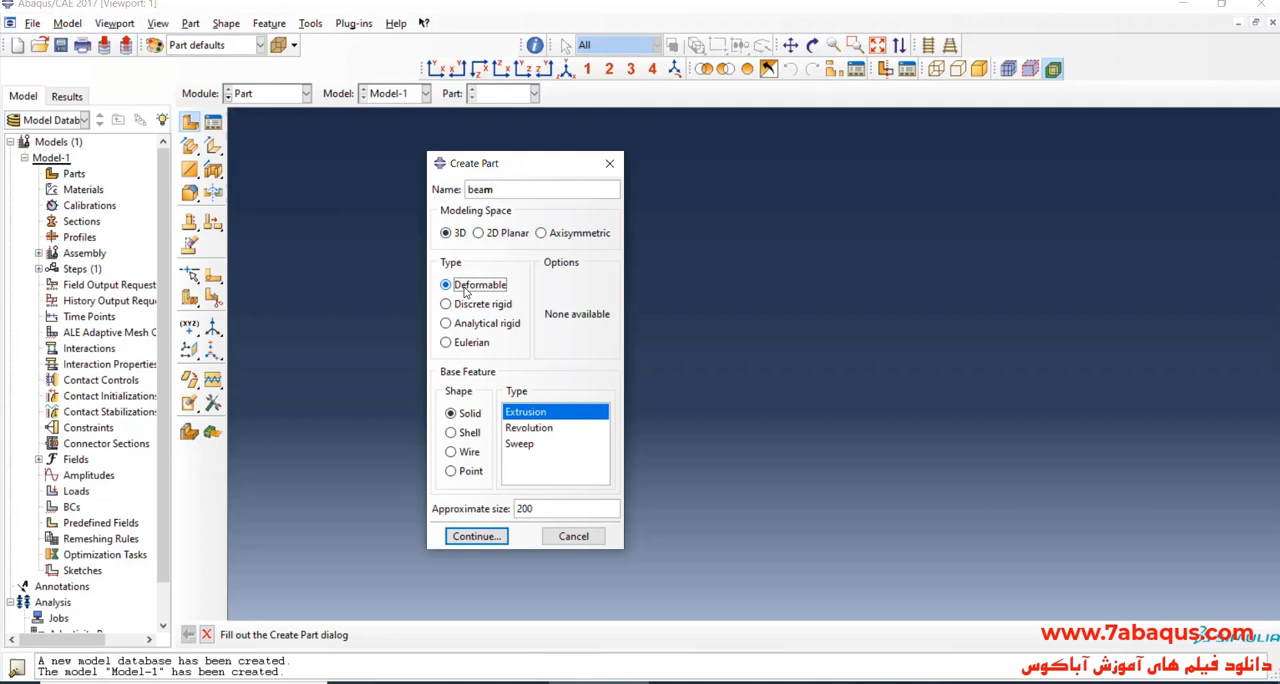 Abaqus/CAE 2017 [Viewport: 1]
File Model Viewport View Part Shape Feature Tools Plug-ins Help
Part defaults All
1 2 3 4
Model Results Module: Part Model: Model-1 Part:
Model Datab
Models (1)
Model-1
Parts
Materials
Calibrations
Sections
Profiles
Assembly
Steps (1)
Field Output Request
History Output Requ
Time Points
ALE Adaptive Mesh C
Interactions
Interaction Properties
Contact Controls
Contact Initializations
Contact Stabilizations
Constraints
Connector Sections
Fields
Amplitudes
Loads
BCs
Predefined Fields
Remeshing Rules
Optimization Tasks
Sketches
Annotations
Analysis
Jobs
(XYZ)
Create Part
Name: beam
Modeling Space
3D 2D Planar Axisymmetric
Type Options
Deformable
Discrete rigid
Analytical rigid
Eulerian
None available
Base Feature
Shape Type
Solid Extrusion
Shell Revolution
Wire Sweep
Point
Approximate size: 200
Continue... Cancel
Fill out the Create Part dialog
www.7abaqus.com
SIMULIA
دانلود فیلم های آموزش آباکوس
A new model database has been created.
The model "Model-1" has been created.